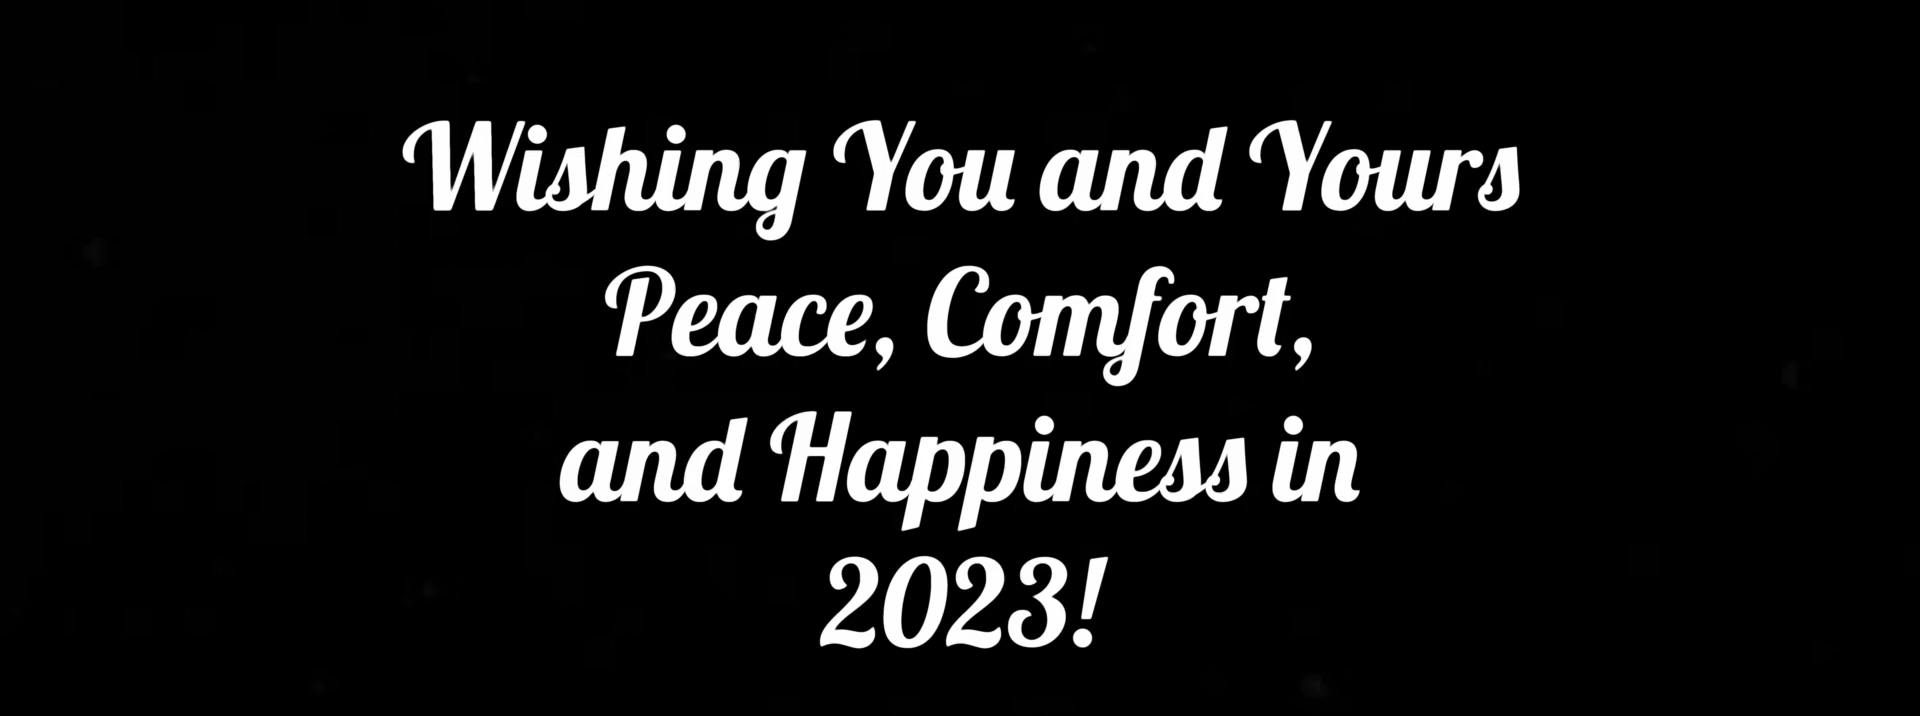 Wishing You and Yours
Peace, Comfort,
and Happiness in
2023!